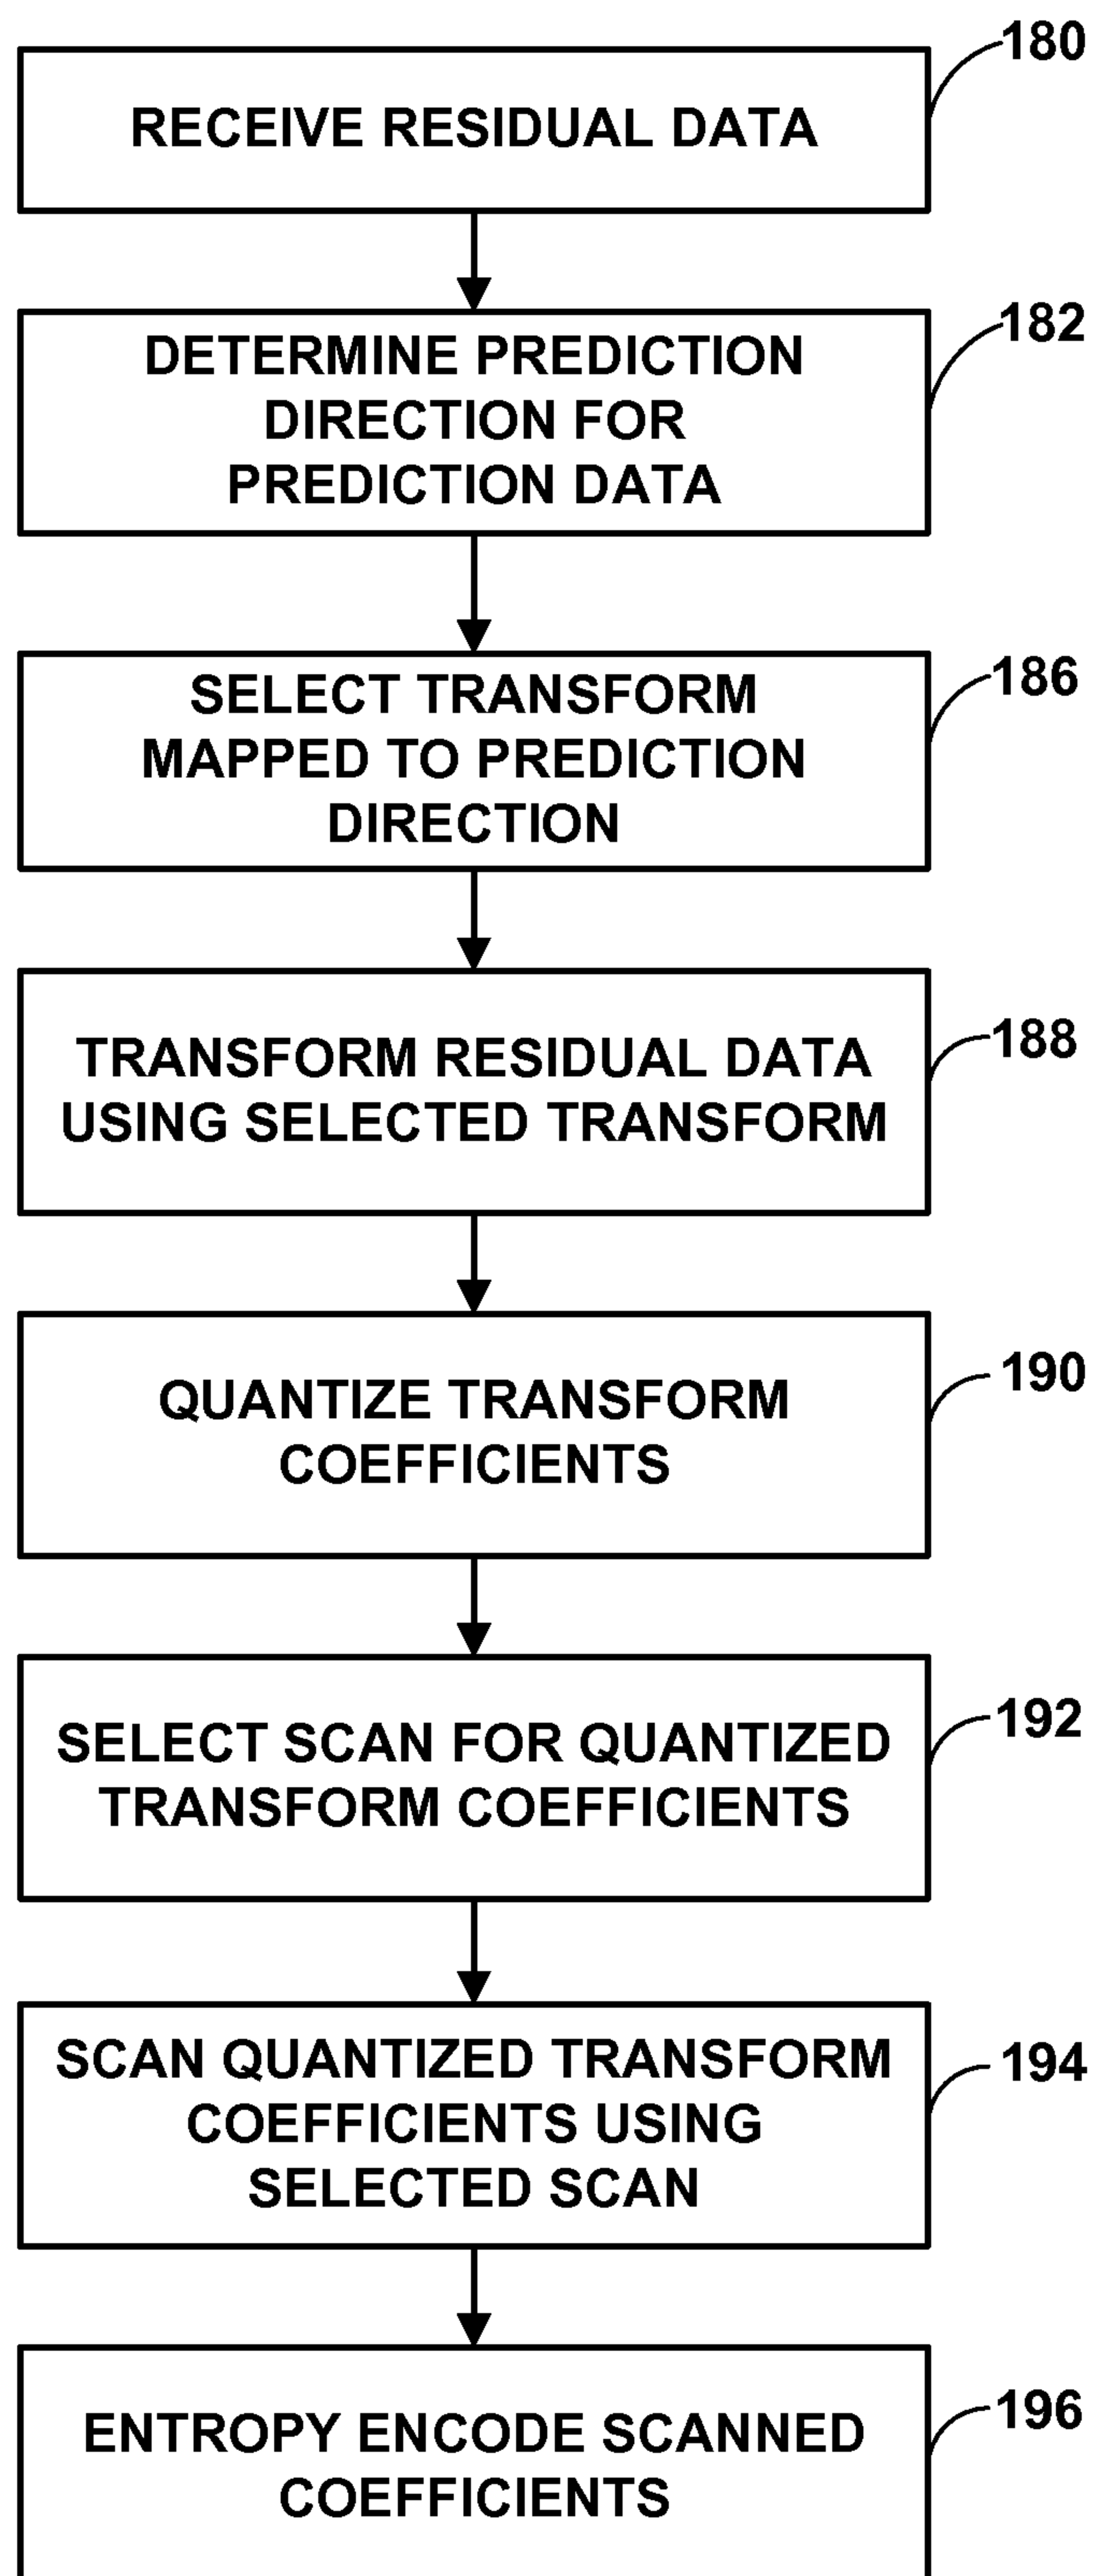 180
RECEIVE RESIDUAL DATA
182
DETERMINE PREDICTION
DIRECTION FOR
PREDICTION DATA
186
SELECT TRANSFORM
MAPPED TO PREDICTION
DIRECTION
188
TRANSFORM RESIDUAL DATA
USING SELECTED TRANSFORM
190
QUANTIZE TRANSFORM
COEFFICIENTS
192
SELECT SCAN FOR QUANTIZED
TRANSFORM COEFFICIENTS
194
SCAN QUANTIZED TRANSFORM
COEFFICIENTS USING
SELECTED SCAN
196
ENTROPY ENCODE SCANNED
COEFFICIENTS